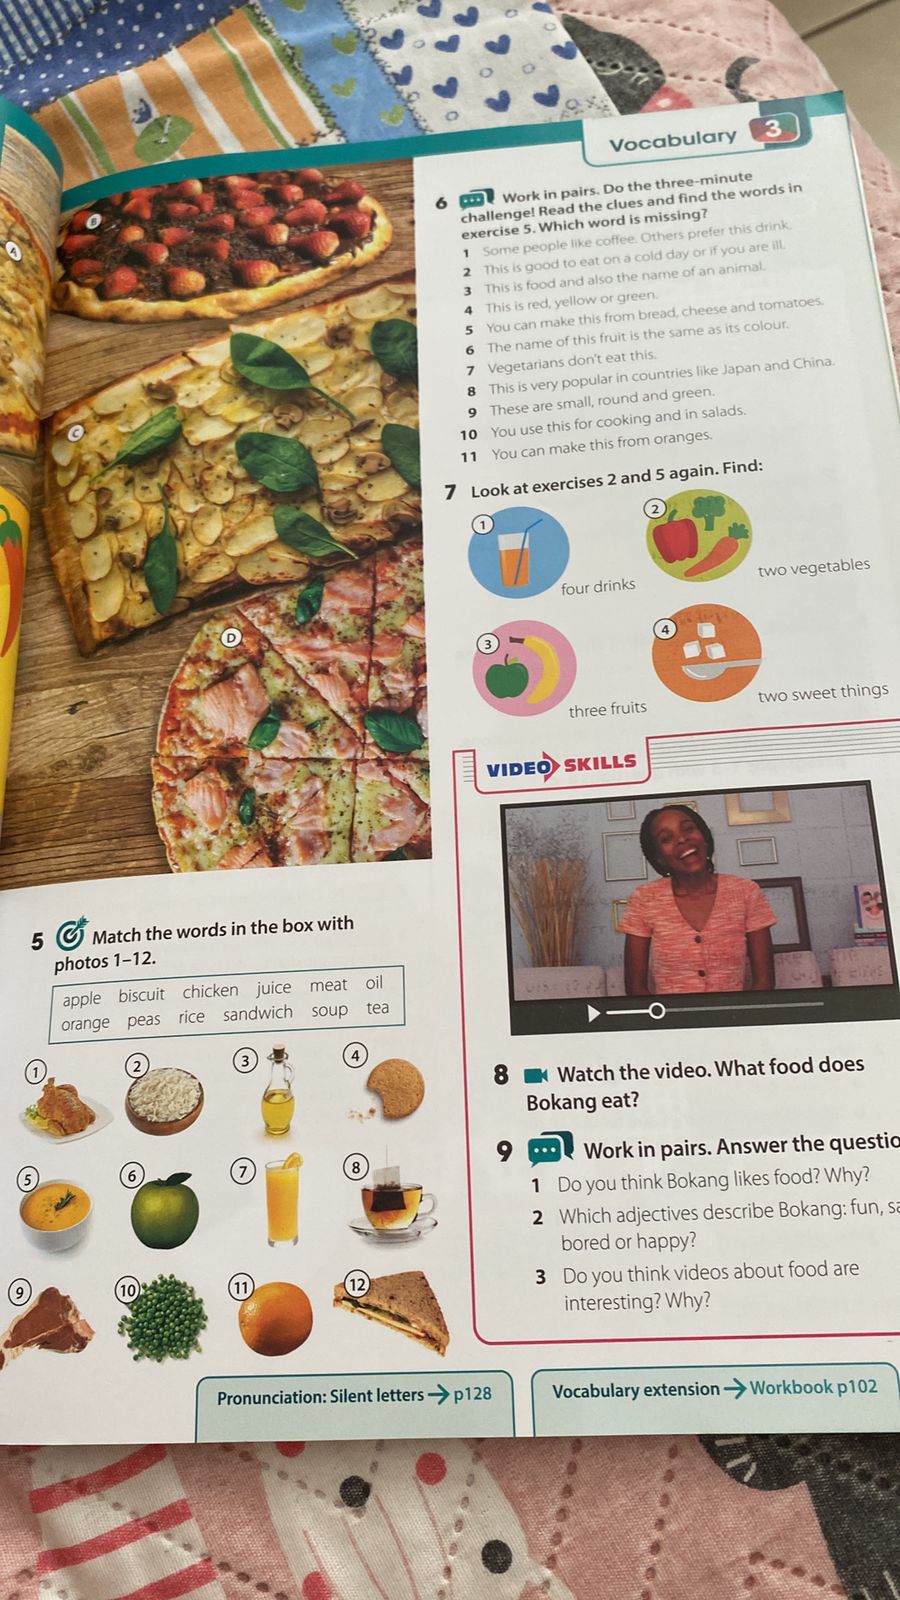 Vocabulary 3
A
B
C
D
5 Match the words in the box with
photos 1–12.
apple biscuit chicken juice meat oil
orange peas rice sandwich soup tea
1 2 3 4
5 6 7 8
9 10 11 12
6 Work in pairs. Do the three-minute
challenge! Read the clues and find the words in
exercise 5. Which word is missing?
1 Some people like coffee. Others prefer this drink.
2 This is good to eat on a cold day or if you are ill.
3 This is food and also the name of an animal.
4 This is red, yellow or green.
5 You can make this from bread, cheese and tomatoes.
6 The name of this fruit is the same as its colour.
7 Vegetarians don't eat this.
8 This is very popular in countries like Japan and China.
9 These are small, round and green.
10 You use this for cooking and in salads.
11 You can make this from oranges.
7 Look at exercises 2 and 5 again. Find:
1
four drinks
2
two vegetables
3
three fruits
4
two sweet things
VIDEO SKILLS
8 Watch the video. What food does
Bokang eat?
9 Work in pairs. Answer the questio
1 Do you think Bokang likes food? Why?
2 Which adjectives describe Bokang: fun, sa
bored or happy?
3 Do you think videos about food are
interesting? Why?
Pronunciation: Silent letters p128
Vocabulary extension Workbook p102